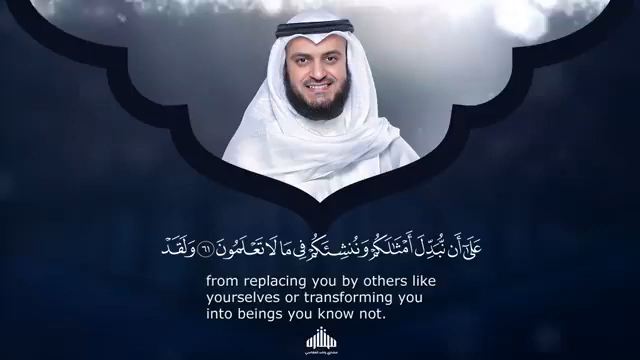 عَلَىٰٓ أَن نُّبَدِّلَ أَمْثَٰلَكُمْ وَنُنشِئَكُمْ فِى مَا لَا تَعْلَمُونَ ٦١ وَلَقَدْ
from replacing you by others like
yourselves or transforming you
into beings you know not.